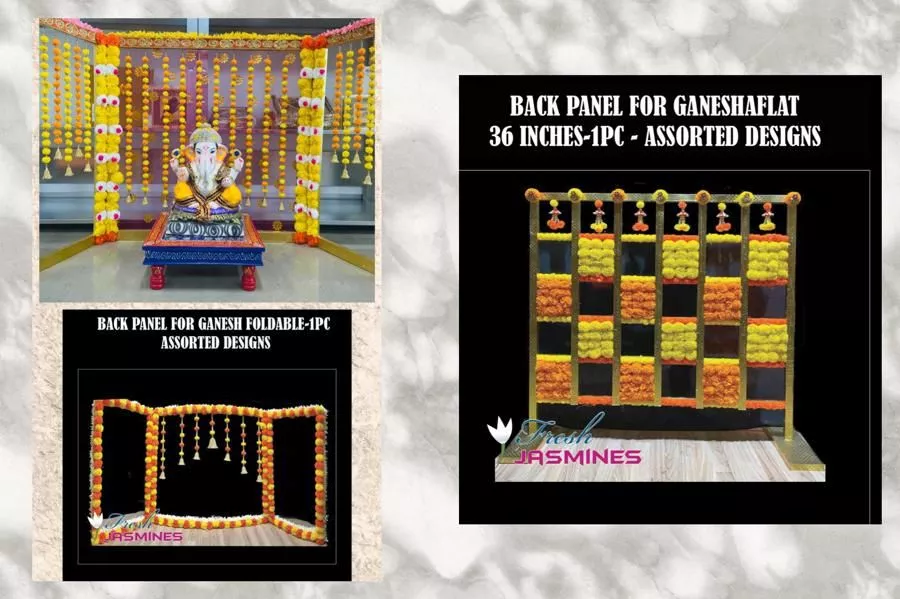 BACK PANEL FOR GANESH FOLDABLE-1PC
ASSORTED DESIGNS
Fresh
JASMINES
BACK PANEL FOR GANESHAFLAT
36 INCHES-1PC - ASSORTED DESIGNS
Fresh
JASMINES